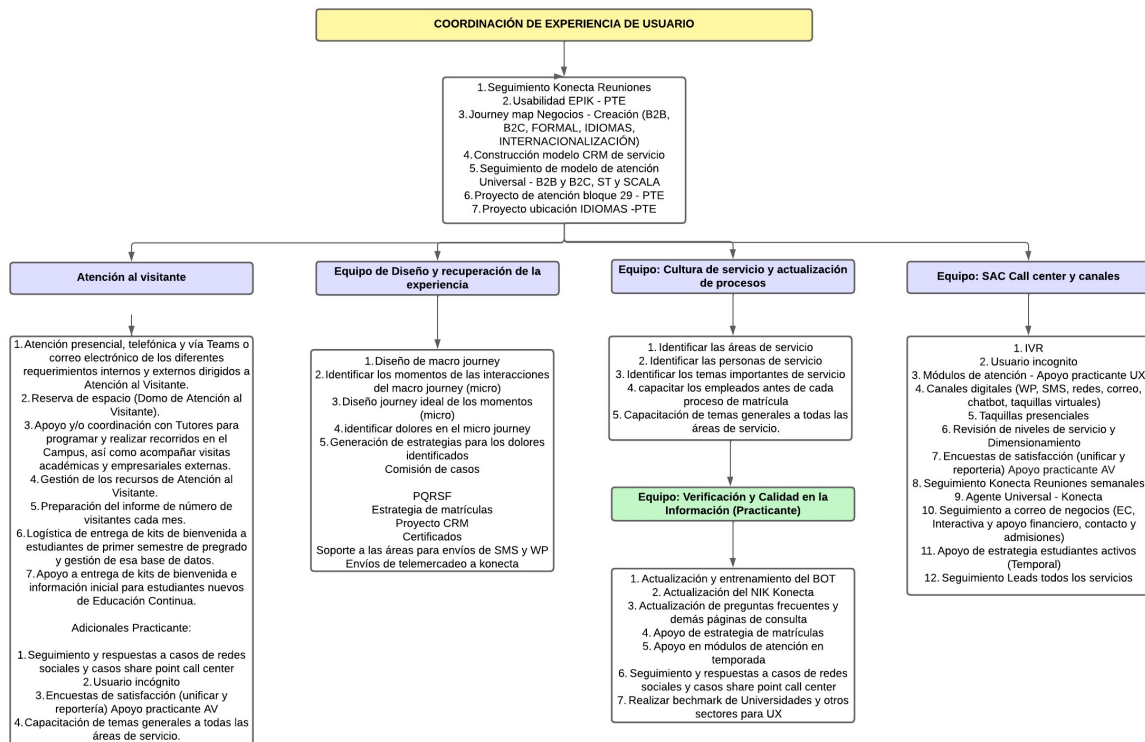 COORDINACIÓN DE EXPERIENCIA DE USUARIO
1. Seguimiento Konecta Reuniones
2. Usabilidad EPIK - PTE
3. Journey map Negocios - Creación (B2B,
B2C, FORMAL, IDIOMAS,
INTERNACIONALIZACIÓN)
4. Construcción modelo CRM de servicio
5. Seguimiento de modelo de atención
Universal - B2B y B2C, ST y SCALA
6. Proyecto de atención bloque 29 - PTE
7. Proyecto ubicación IDIOMAS -PTE
Atención al visitante
1. Atención presencial, telefónica y vía Teams o
correo electrónico de los diferentes
requerimientos internos y externos dirigidos a
Atención al Visitante.
2. Reserva de espacio (Domo de Atención al
Visitante).
3. Apoyo y/o coordinación con Tutores para
programar y realizar recorridos en el
Campus, así como acompañar visitas
académicas y empresariales externas.
4. Gestión de los recursos de Atención al
Visitante.
5. Preparación del informe de número de
visitantes cada mes.
6. Logística de entrega de kits de bienvenida a
estudiantes de primer semestre de pregrado
y gestión de esa base de datos.
7. Apoyo a entrega de kits de bienvenida e
información inicial para estudiantes nuevos
de Educación Continua.
Adicionales Practicante:
1. Seguimiento y respuestas a casos de redes
sociales y casos share point call center
2. Usuario incógnito
3. Encuestas de satisfacción (unificar y
reportería) Apoyo practicante AV
4. Capacitación de temas generales a todas las
áreas de servicio.
Equipo de Diseño y recuperación de la
experiencia
1. Diseño de macro journey
2. Identificar los momentos de las interacciones
del macro journey (micro)
3. Diseño journey ideal de los momentos
(micro)
4. identificar dolores en el micro journey
5. Generación de estrategias para los dolores
identificados
Comisión de casos
PQRSF
Estrategia de matrículas
Proyecto CRM
Certificados
Soporte a las áreas para envíos de SMS y WP
Envíos de telemercadeo a konecta
Equipo: Cultura de servicio y actualización
de procesos
1. Identificar las áreas de servicio
2. Identificar las personas de servicio
3. Identificar los temas importantes de servicio
4. capacitar los empleados antes de cada
proceso de matrícula
5. Capacitación de temas generales a todas las
áreas de servicio.
Equipo: Verificación y Calidad en la
Información (Practicante)
1. Actualización y entrenamiento del BOT
2. Actualización del NIK Konecta
3. Actualización de preguntas frecuentes y
demás páginas de consulta
4. Apoyo de estrategia de matrículas
5. Apoyo en módulos de atención en
temporada
6. Seguimiento y respuestas a casos de redes
sociales y casos share point call center
7. Realizar bechmark de Universidades y otros
sectores para UX
Equipo: SAC Call center y canales
1. IVR
2. Usuario incognito
3. Módulos de atención - Apoyo practicante UX
4. Canales digitales (WP, SMS, redes, correo,
chatbot, taquillas virtuales)
5. Taquillas presenciales
6. Revisión de niveles de servicio y
Dimensionamiento
7. Encuestas de satisfacción (unificar y
reporteria) Apoyo practicante AV
8. Seguimiento Konecta Reuniones semanales
9. Agente Universal - Konecta
10. Seguimiento a correo de negocios (EC,
Interactiva y apoyo financiero, contacto y
admisiones)
11. Apoyo de estrategia estudiantes activos
(Temporal)
12. Seguimiento Leads todos los servicios